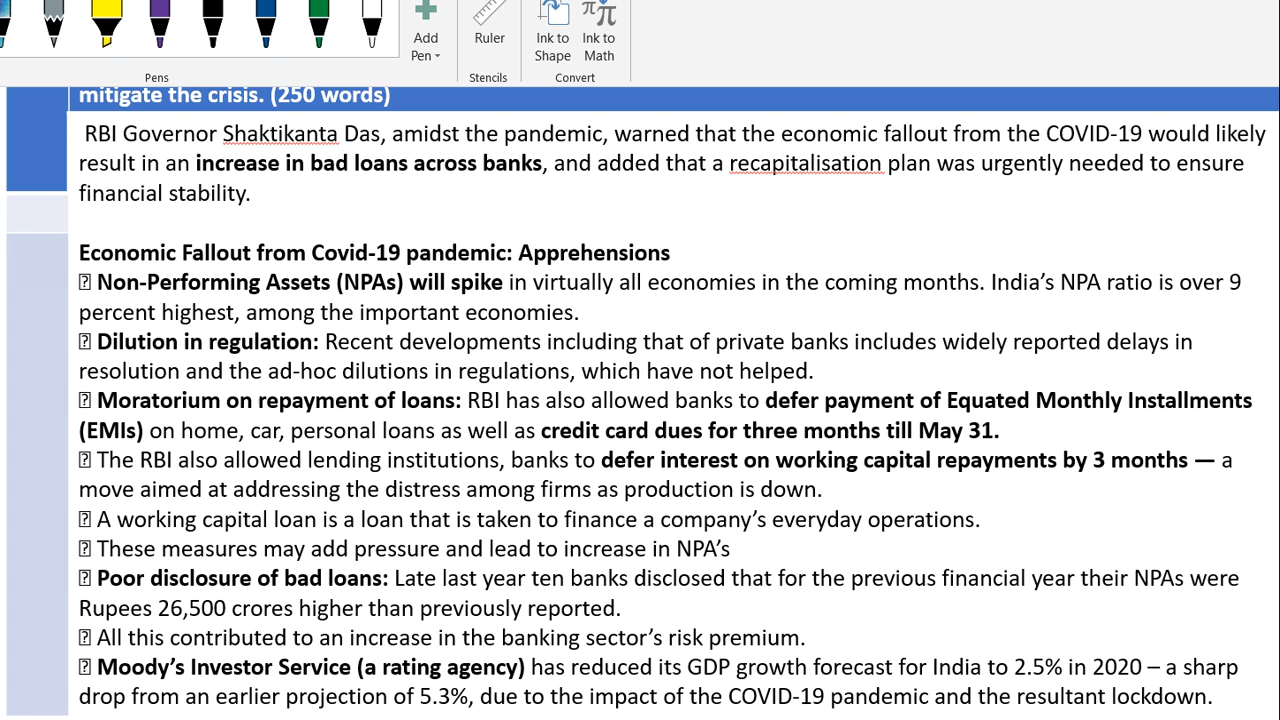 Add
Pen
Ruler
Ink to
Shape
Ink to
Math
Pens
Stencils
Convert
mitigate the crisis. (250 words)
RBI Governor Shaktikanta Das, amidst the pandemic, warned that the economic fallout from the COVID-19 would likely
result in an increase in bad loans across banks, and added that a recapitalisation plan was urgently needed to ensure
financial stability.
Economic Fallout from Covid-19 pandemic: Apprehensions
Non-Performing Assets (NPAs) will spike in virtually all economies in the coming months. India's NPA ratio is over 9
percent highest, among the important economies.
Dilution in regulation: Recent developments including that of private banks includes widely reported delays in
resolution and the ad-hoc dilutions in regulations, which have not helped.
Moratorium on repayment of loans: RBI has also allowed banks to defer payment of Equated Monthly Installments
(EMIs) on home, car, personal loans as well as credit card dues for three months till May 31.
The RBI also allowed lending institutions, banks to defer interest on working capital repayments by 3 months — a
move aimed at addressing the distress among firms as production is down.
A working capital loan is a loan that is taken to finance a company's everyday operations.
These measures may add pressure and lead to increase in NPA's
Poor disclosure of bad loans: Late last year ten banks disclosed that for the previous financial year their NPAs were
Rupees 26,500 crores higher than previously reported.
All this contributed to an increase in the banking sector's risk premium.
Moody's Investor Service (a rating agency) has reduced its GDP growth forecast for India to 2.5% in 2020 – a sharp
drop from an earlier projection of 5.3%, due to the impact of the COVID-19 pandemic and the resultant lockdown.